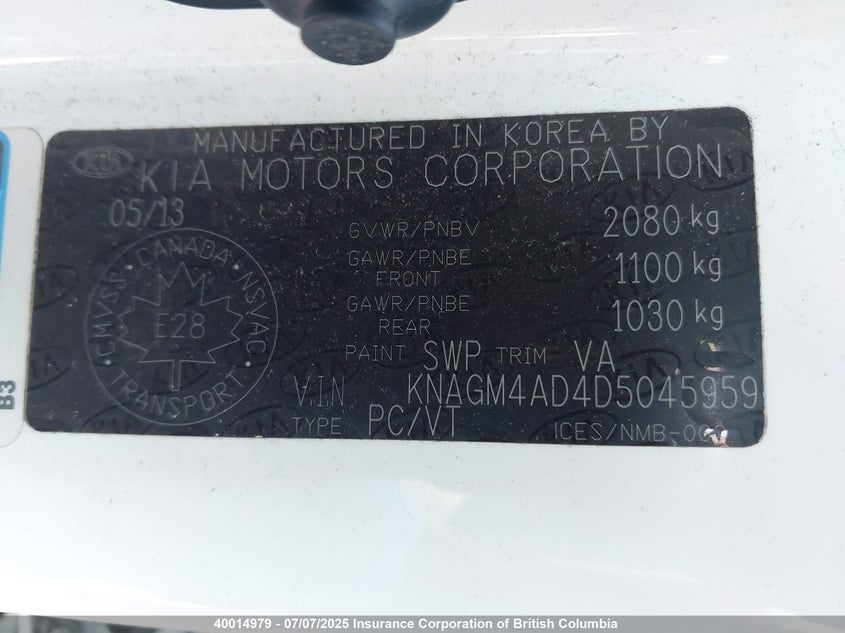 MANUFACTURED IN KOREA BY
KIA
KIA MOTORS CORPORATION
05/13
GVWR/PNBV 2080 kg
GAWR/PNBE FRONT 1100 kg
GAWR/PNBE REAR 1030 kg
CANADA
CMVSS NSVAC
E28
TRANSPORT
PAINT SWP TRIM VA
VIN KNAGM4AD4D5045959
TYPE PC/VT
B3
40014979 - 07/07/2025 Insurance Corporation of British Columbia